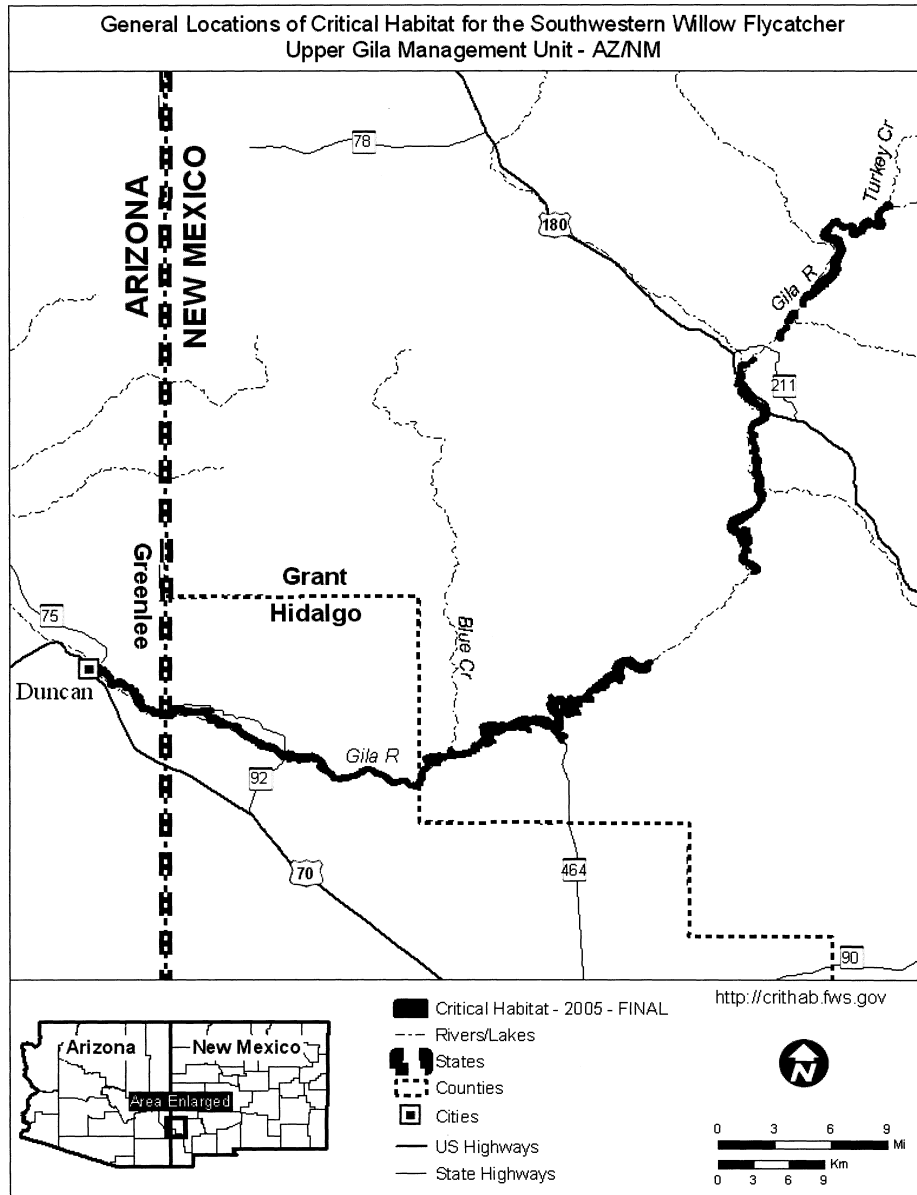 General Locations of Critical Habitat for the Southwestern Willow Flycatcher
Upper Gila Management Unit - AZ/NM
78
ARIZONA
NEW MEXICO
180
Turkey Cr
Gila R
211
Greenlee
Grant
Hidalgo
75
Blue Cr
Duncan
Gila R
92
70
464
90
Arizona
New Mexico
Area Enlarged
Critical Habitat - 2005 - FINAL
Rivers/Lakes
States
Counties
Cities
US Highways
State Highways
http://crithab.fws.gov
N
0 3 6 9
Mi
Km
0 3 6 9